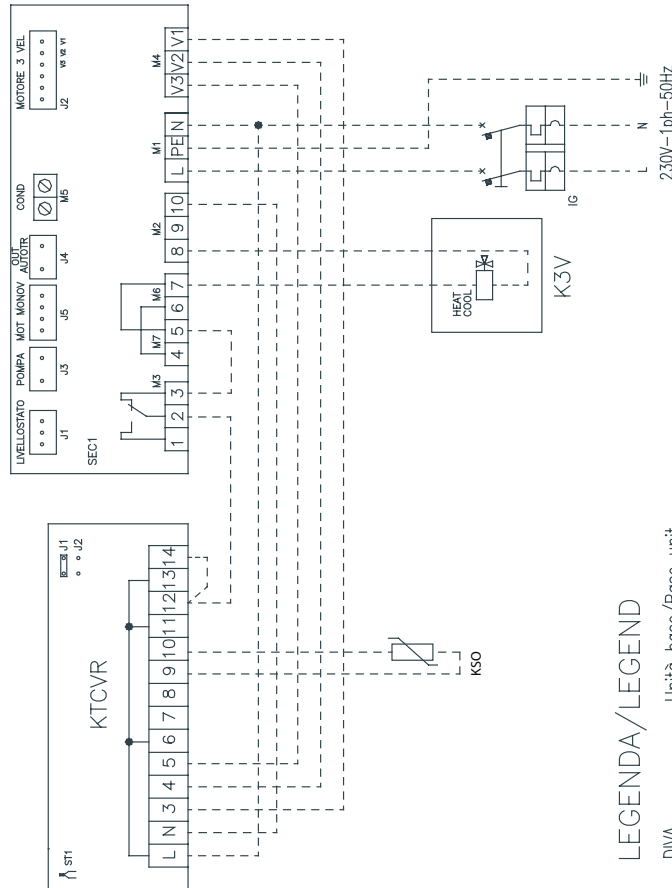 MOTORE 3 VEL
V3 V2 V1
J2
COND
M5
OUT
AUTOTR
J4
MOT MONOV
J5
POMPA
J3
LIVELLOSTATO
J1
SEC1
M3
M7
M6
M2
M1
M4
1 2 3 4 5 6 7 8 9 10 L PE N V3 V2 V1
ST1
KTCVR
J1
J2
L N 3 4 5 6 7 8 9 10 11 12 13 14
KSO
HEAT
COOL
K3V
IG
L N
230V-1ph-50Hz
LEGENDA/LEGEND
DIVA Unità base/Base unit